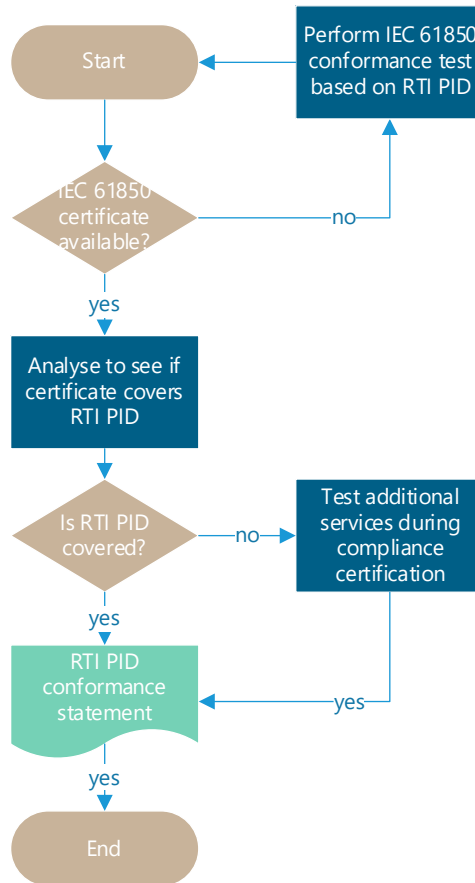 Perform IEC 61850
conformance test
based on RTI PID
Start
IEC 61850
certificate
available?
no
yes
Analyse to see if
certificate covers
RTI PID
Is RTI PID
covered?
no
Test additional
services during
compliance
certification
yes
RTI PID
conformance
statement
yes
yes
End